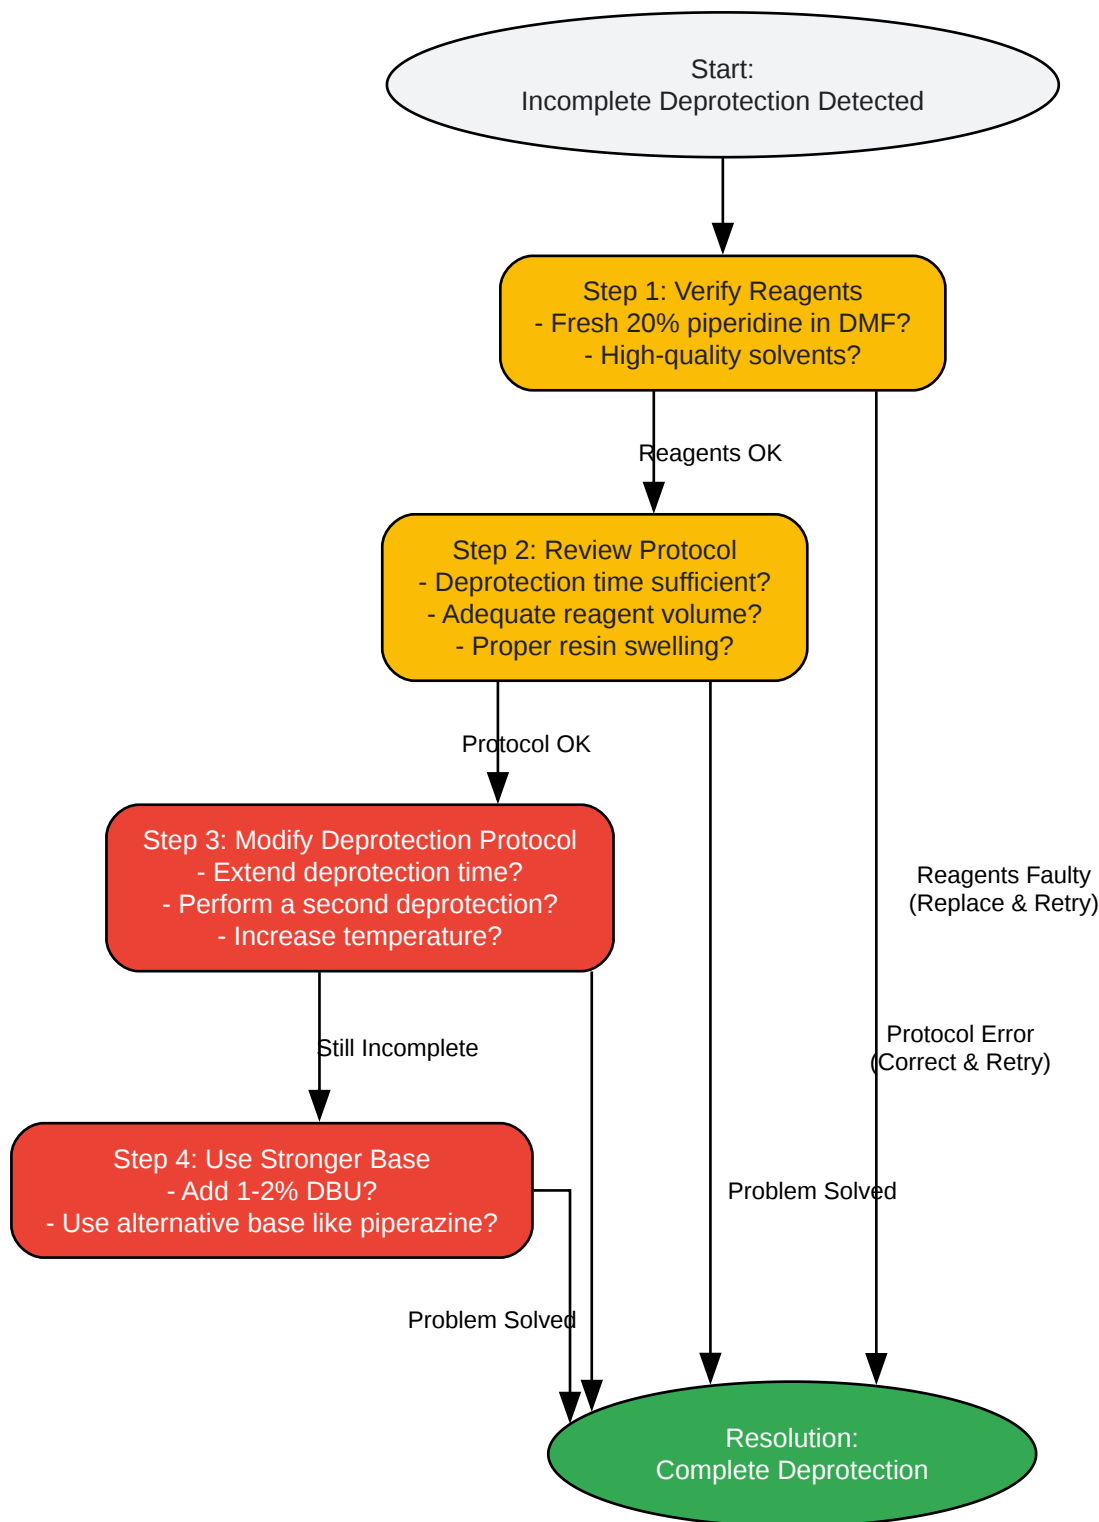 Start:
Incomplete Deprotection Detected
Step 1: Verify Reagents
- Fresh 20% piperidine in DMF?
- High-quality solvents?
Reagents OK
Step 2: Review Protocol
- Deprotection time sufficient?
- Adequate reagent volume?
- Proper resin swelling?
Protocol OK
Step 3: Modify Deprotection Protocol
- Extend deprotection time?
- Perform a second deprotection?
- Increase temperature?
Reagents Faulty
(Replace & Retry)
Still Incomplete
Protocol Error
(Correct & Retry)
Step 4: Use Stronger Base
- Add 1-2% DBU?
- Use alternative base like piperazine?
Problem Solved
Problem Solved
Resolution:
Complete Deprotection